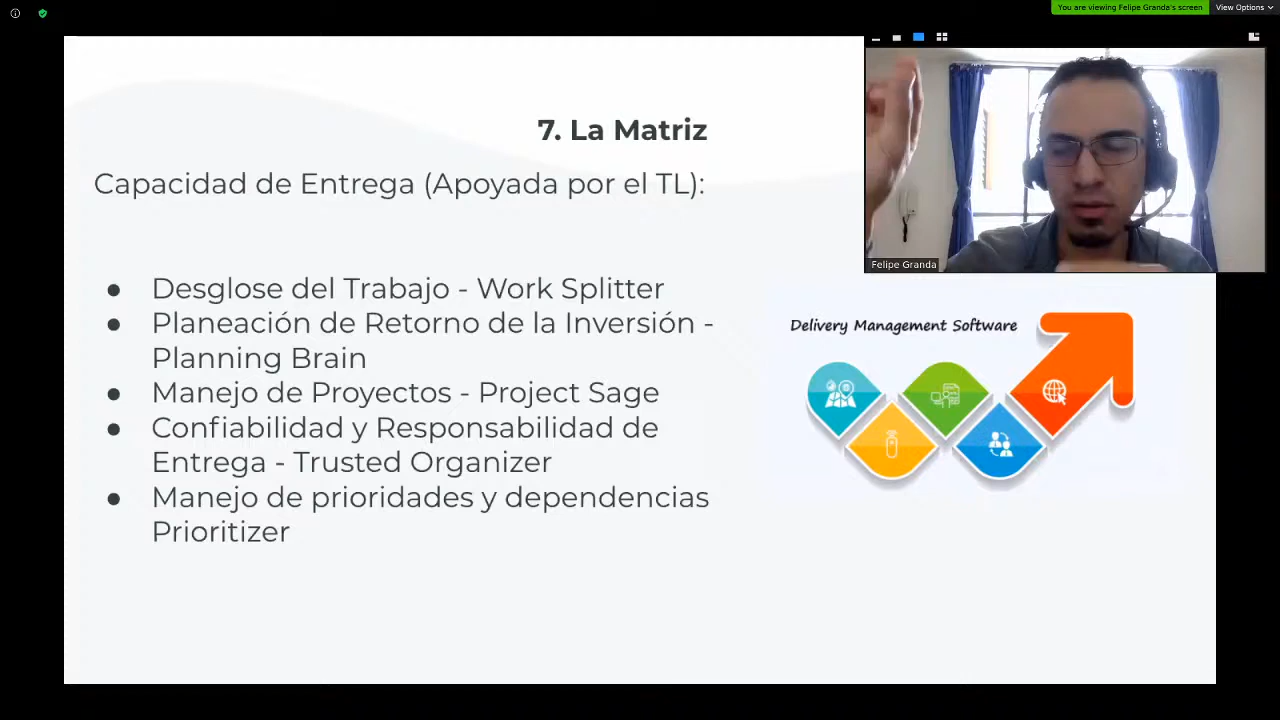 You are viewing Felipe Granda's screen
View Options
7. La Matriz
Capacidad de Entrega (Apoyada por el TL):
Felipe Granda
● Desglose del Trabajo - Work Splitter
● Planeación de Retorno de la Inversión -
Planning Brain
● Manejo de Proyectos - Project Sage
● Confiabilidad y Responsabilidad de
Entrega - Trusted Organizer
● Manejo de prioridades y dependencias
Prioritizer
Delivery Management Software